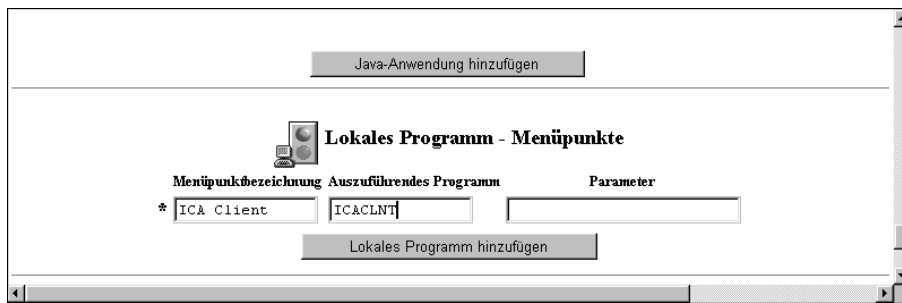 Java-Anwendung hinzufügen
Lokales Programm - Menüpunkte
Menüpunktbezeichnung Auszuführendes Programm Parameter
* ICA Client ICACLNT
Lokales Programm hinzufügen